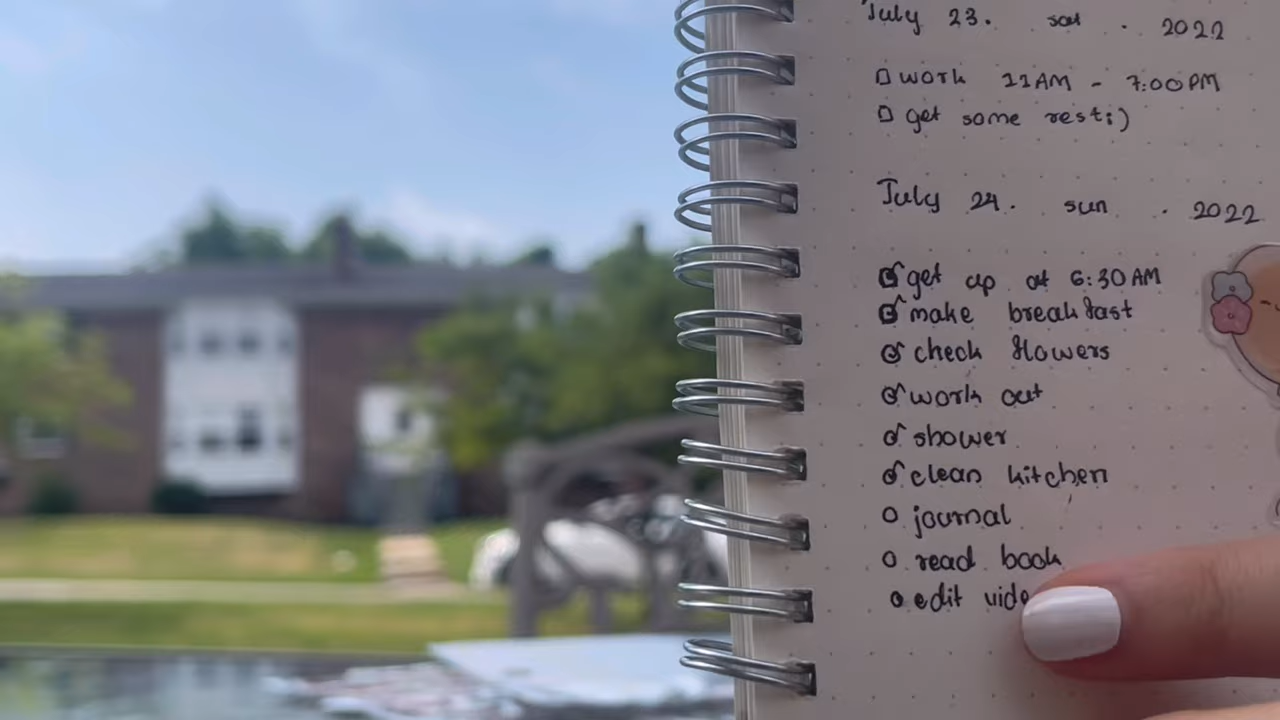 July 23. sat . 2022
work 11AM - 7:00PM
get some rest:)
July 24. sun . 2022
get up at 6:30AM
make breakfast
check flowers
work out
shower
clean kitchen
journal
read book
edit vide